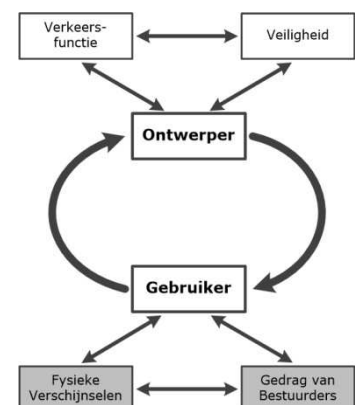 Verkeers-
functie
Veiligheid
Ontwerper
Gebruiker
Fysieke
Verschijnselen
Gedrag van
Bestuurders